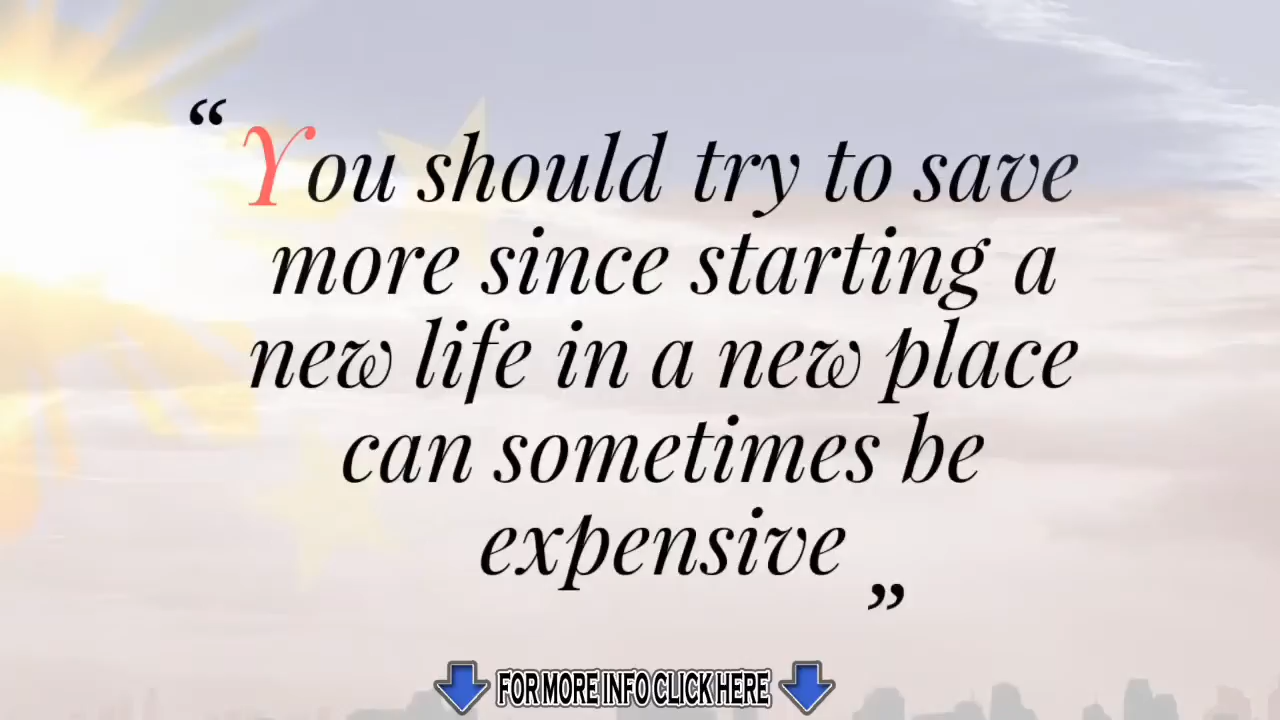 “You should try to save
more since starting a
new life in a new place
can sometimes be
expensive”
FOR MORE INFO CLICK HERE